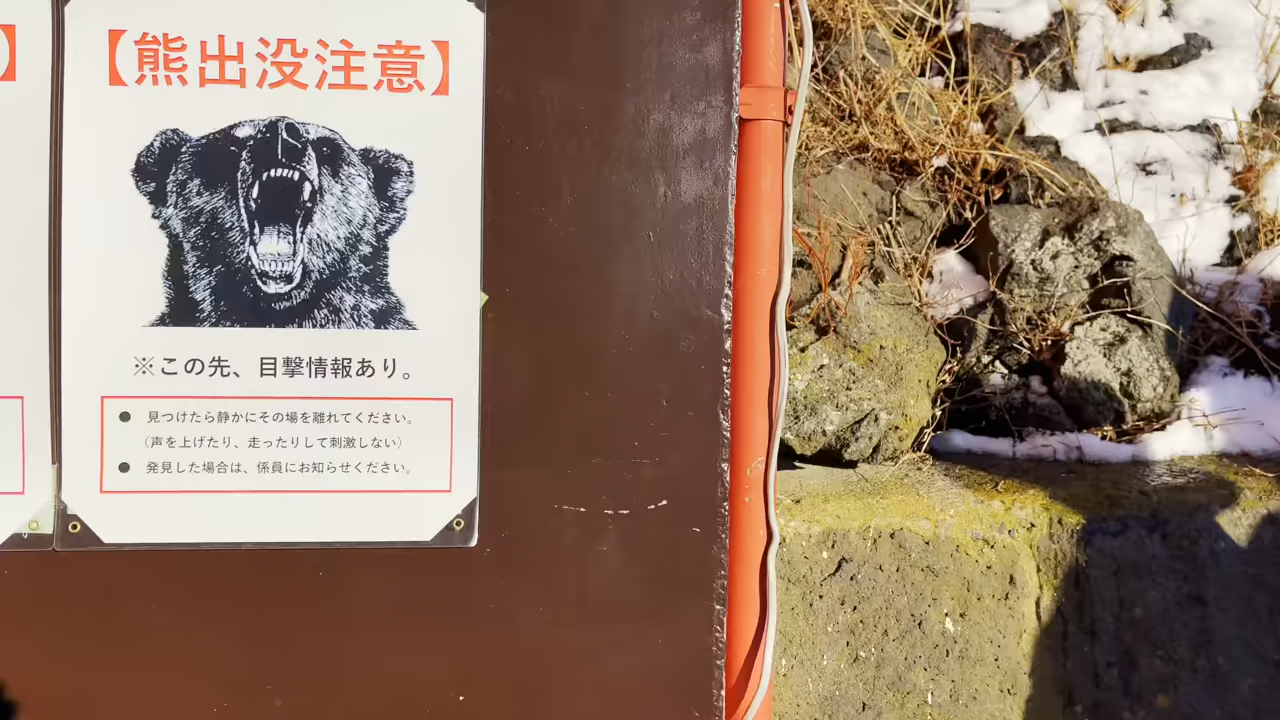 】
【熊出没注意】
※この先、目撃情報あり。
● 見つけたら静かにその場を離れてください。
(声を上げたり、走ったりして刺激しない)
● 発見した場合は、係員にお知らせください。